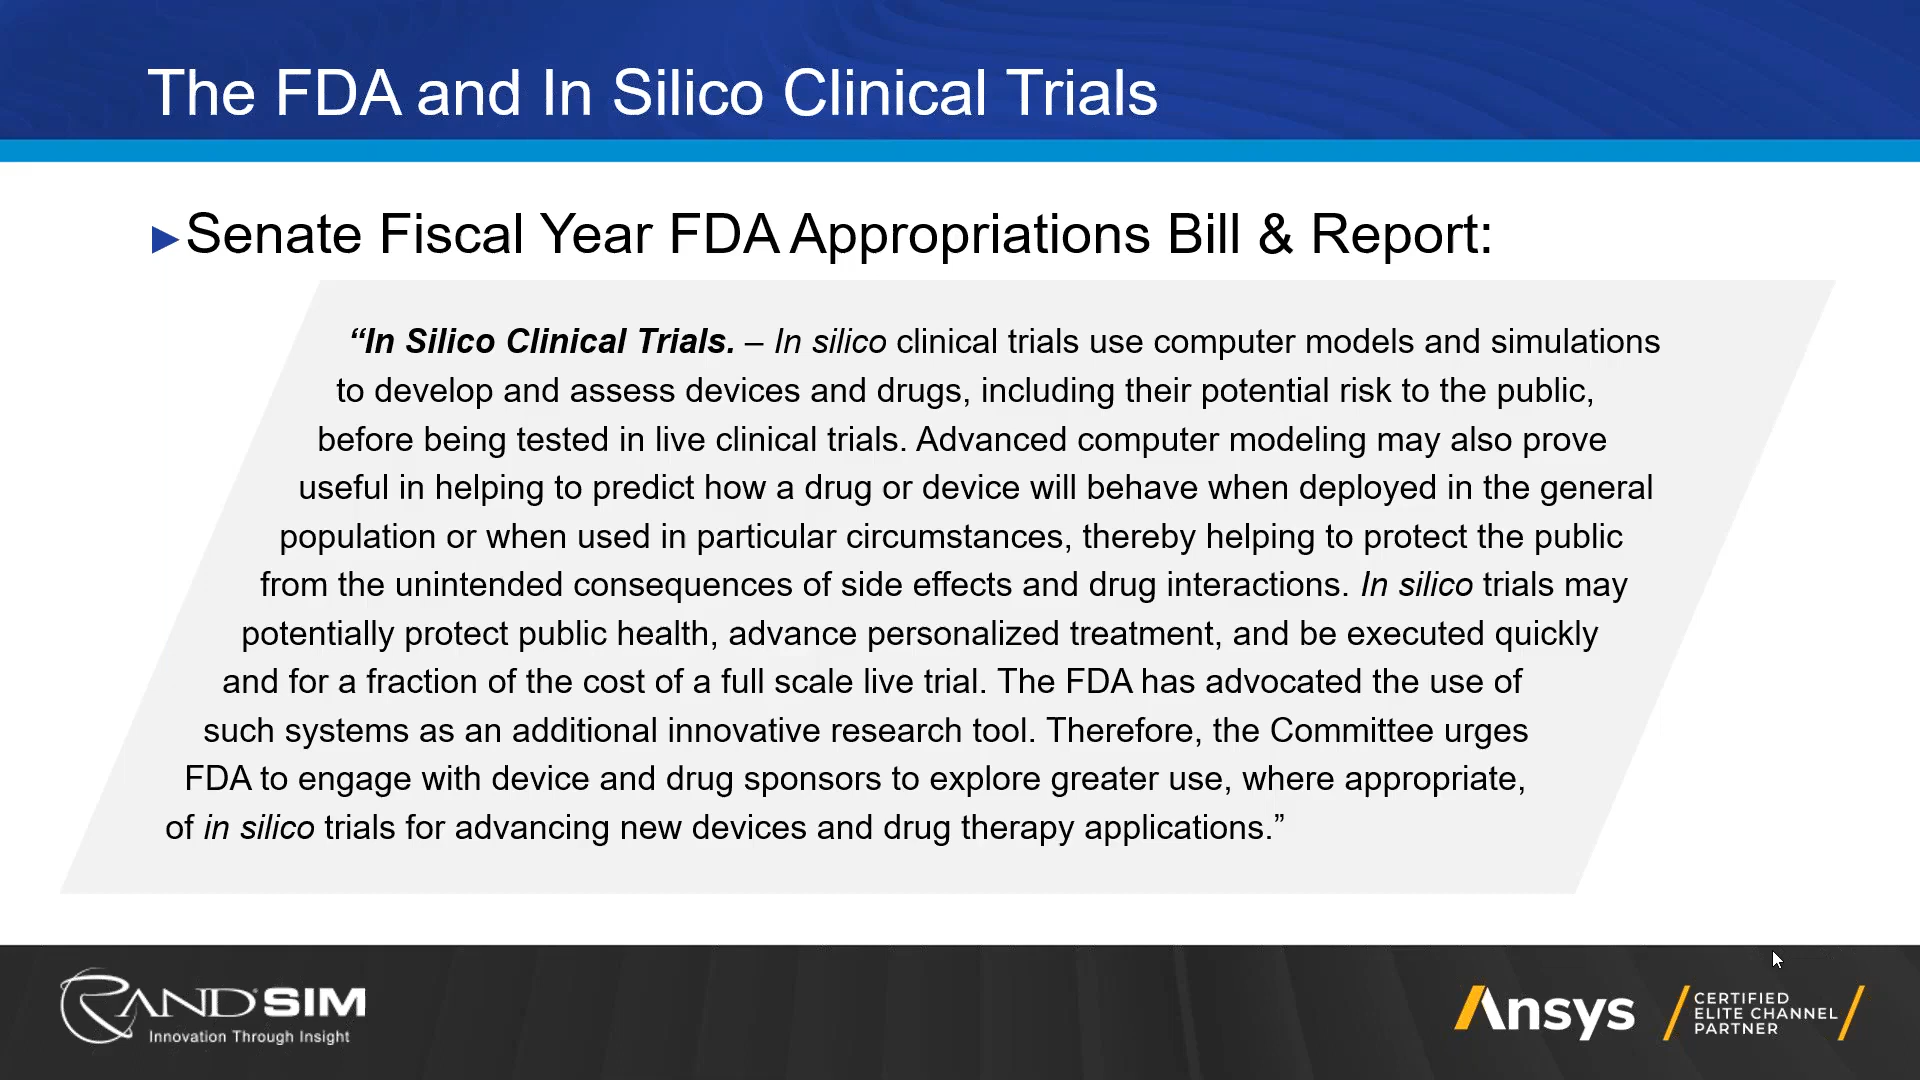 The FDA and In Silico Clinical Trials
►Senate Fiscal Year FDA Appropriations Bill & Report:
“In Silico Clinical Trials. – In silico clinical trials use computer models and simulations
to develop and assess devices and drugs, including their potential risk to the public,
before being tested in live clinical trials. Advanced computer modeling may also prove
useful in helping to predict how a drug or device will behave when deployed in the general
population or when used in particular circumstances, thereby helping to protect the public
from the unintended consequences of side effects and drug interactions. In silico trials may
potentially protect public health, advance personalized treatment, and be executed quickly
and for a fraction of the cost of a full scale live trial. The FDA has advocated the use of
such systems as an additional innovative research tool. Therefore, the Committee urges
FDA to engage with device and drug sponsors to explore greater use, where appropriate,
of in silico trials for advancing new devices and drug therapy applications.”
RAND SIM
Innovation Through Insight
Ansys
CERTIFIED
ELITE CHANNEL
PARTNER